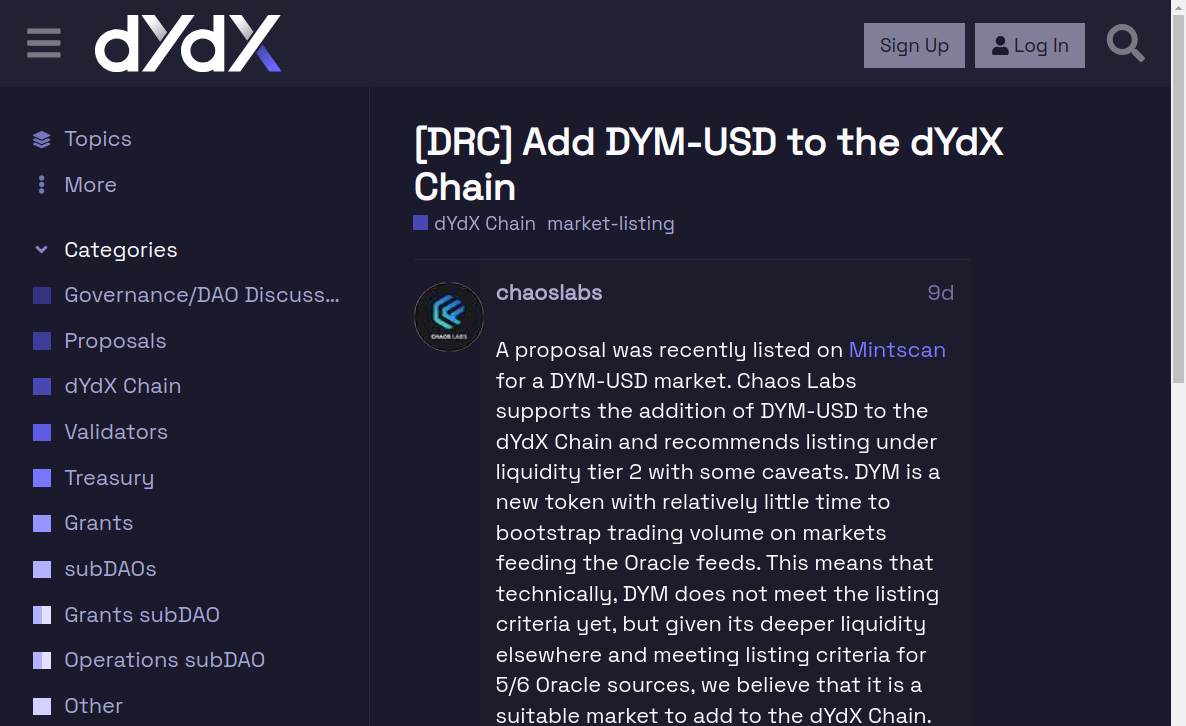 dYdX
Sign Up
Log In
Topics
More
Categories
Governance/DAO Discuss...
Proposals
dYdX Chain
Validators
Treasury
Grants
subDAOs
Grants subDAO
Operations subDAO
Other
[DRC] Add DYM-USD to the dYdX
Chain
dYdX Chain market-listing
CHAOS LABS
chaoslabs 9d
A proposal was recently listed on Mintscan
for a DYM-USD market. Chaos Labs
supports the addition of DYM-USD to the
dYdX Chain and recommends listing under
liquidity tier 2 with some caveats. DYM is a
new token with relatively little time to
bootstrap trading volume on markets
feeding the Oracle feeds. This means that
technically, DYM does not meet the listing
criteria yet, but given its deeper liquidity
elsewhere and meeting listing criteria for
5/6 Oracle sources, we believe that it is a
suitable market to add to the dYdX Chain.